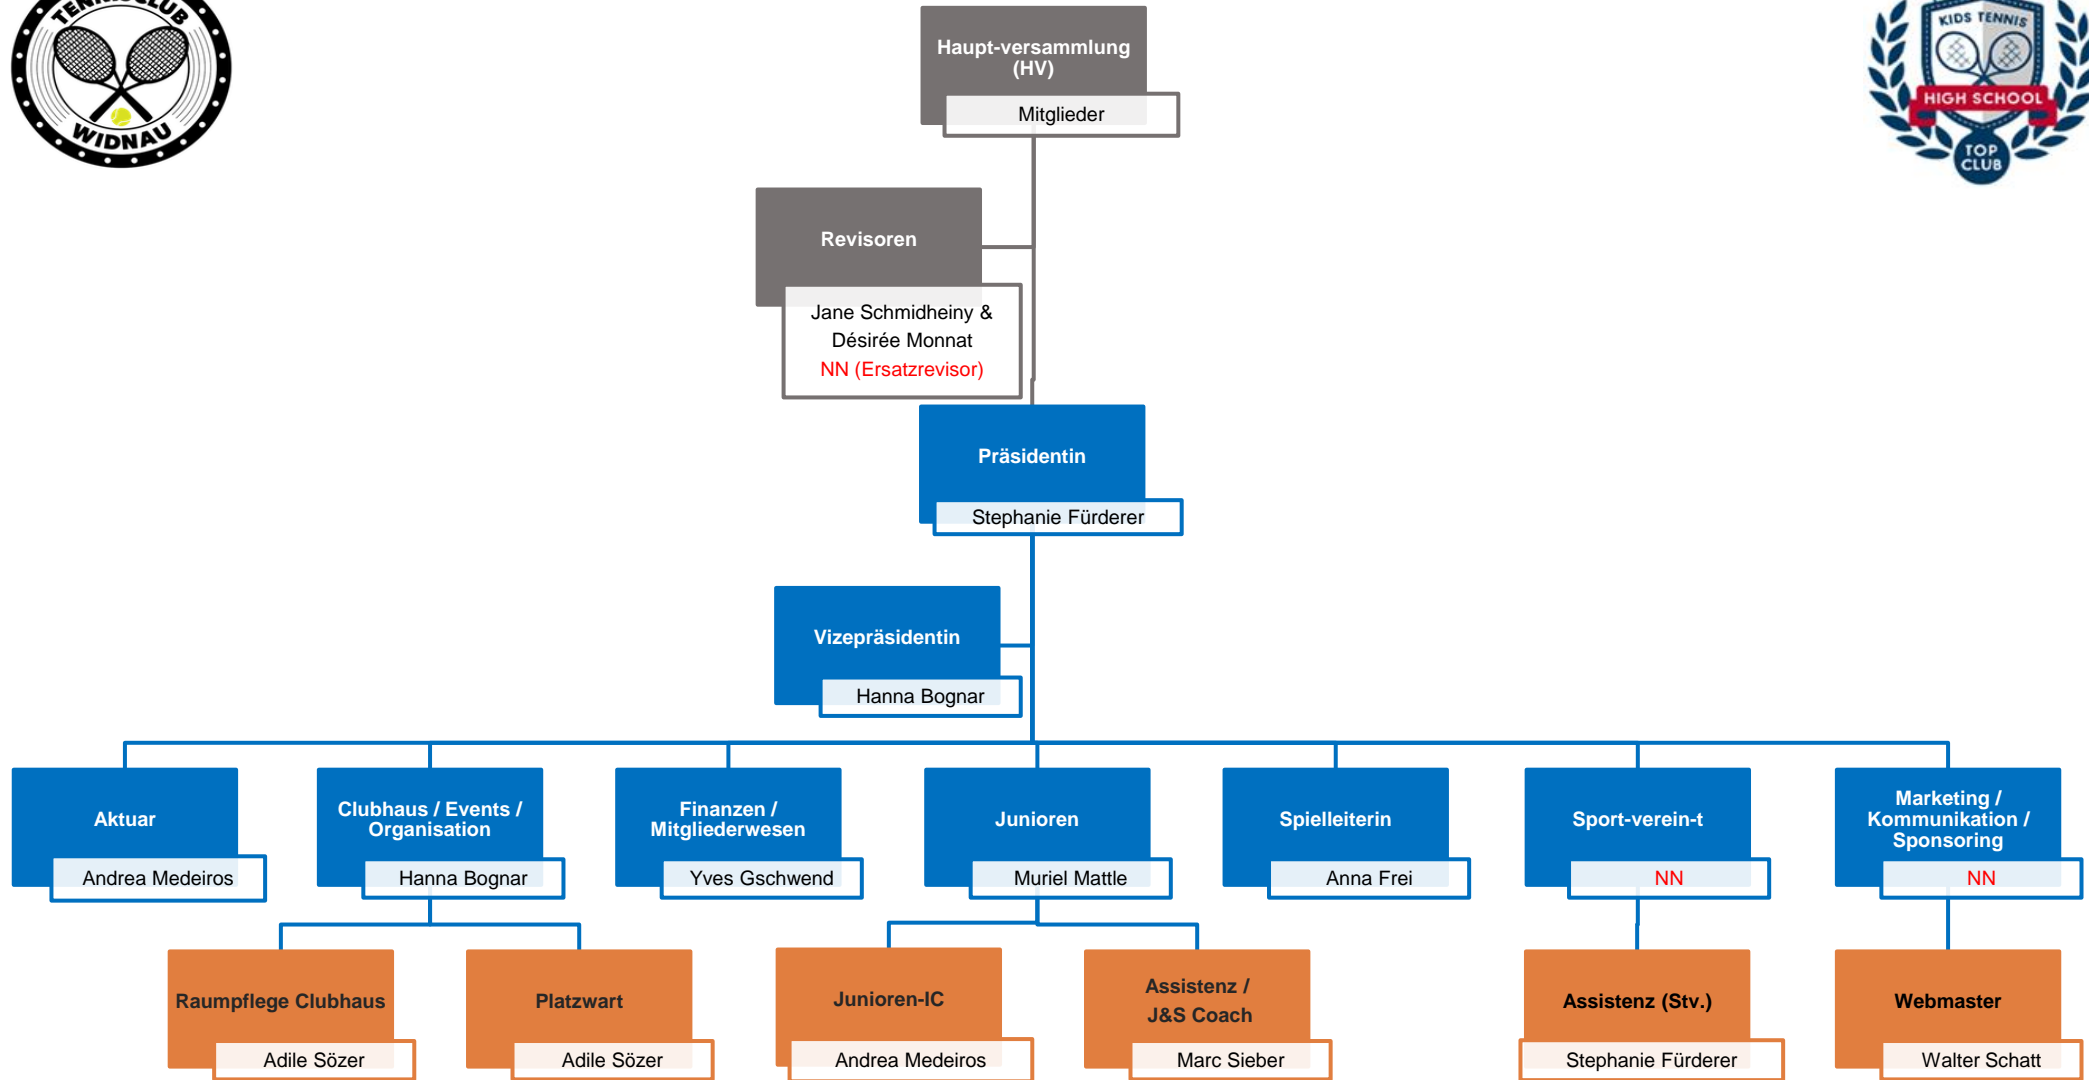 TENNISCLUB
WIDNAU
KIDS TENNIS
HIGH SCHOOL
TOP
CLUB
Haupt-versammlung
(HV)
Mitglieder
Revisoren
Jane Schmidheiny &
Désirée Monnat
NN (Ersatzrevisor)
Präsidentin
Stephanie Fürderer
Vizepräsidentin
Hanna Bognar
Aktuar
Andrea Medeiros
Clubhaus / Events /
Organisation
Hanna Bognar
Finanzen /
Mitgliederwesen
Yves Gschwend
Junioren
Muriel Mattle
Spielleiterin
Anna Frei
Sport-verein-t
NN
Marketing /
Kommunikation /
Sponsoring
NN
Raumpflege Clubhaus
Adile Sözer
Platzwart
Adile Sözer
Junioren-IC
Andrea Medeiros
Assistenz /
J&S Coach
Marc Sieber
Assistenz (Stv.)
Stephanie Fürderer
Webmaster
Walter Schatt